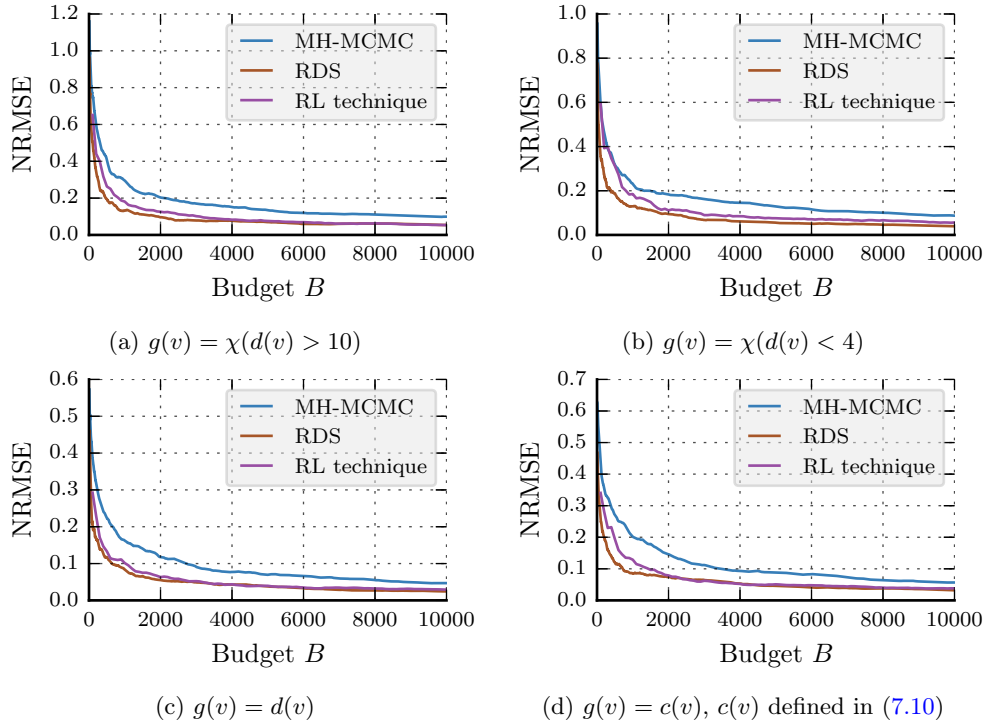 1.2
1.0
0.8
0.6
0.4
0.2
0.0
NRMSE
MH-MCMC
RDS
RL technique
0 2000 4000 6000 8000 10000
Budget B
(a) g(v) = χ(d(v) > 10)
1.0
0.8
0.6
0.4
0.2
0.0
NRMSE
MH-MCMC
RDS
RL technique
0 2000 4000 6000 8000 10000
Budget B
(b) g(v) = χ(d(v) < 4)
0.6
0.5
0.4
0.3
0.2
0.1
0.0
NRMSE
MH-MCMC
RDS
RL technique
0 2000 4000 6000 8000 10000
Budget B
(c) g(v) = d(v)
0.7
0.6
0.5
0.4
0.3
0.2
0.1
0.0
NRMSE
MH-MCMC
RDS
RL technique
0 2000 4000 6000 8000 10000
Budget B
(d) g(v) = c(v), c(v) defined in (7.10)